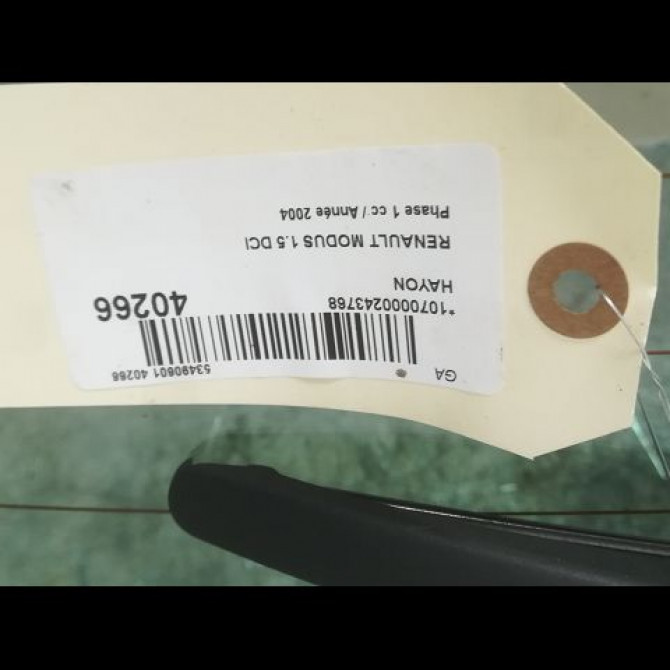 GA 53490601 40266
*1070000243768
HAYON 40266
RENAULT MODUS 1.5 DCI
Phase 1 cc / Année 2004